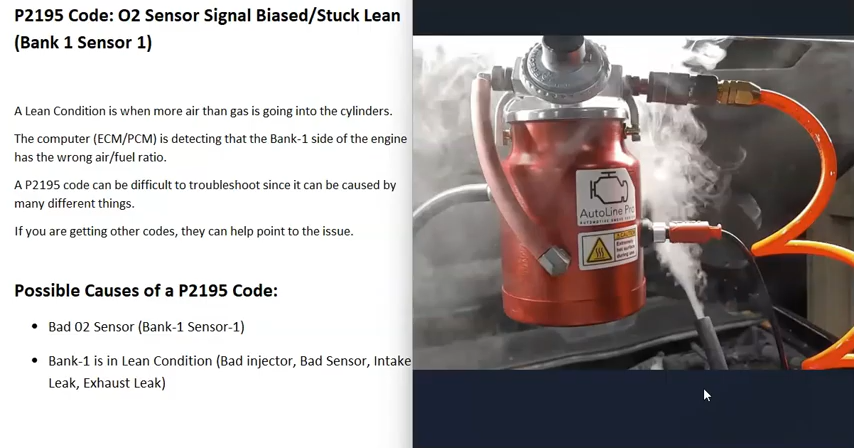 P2195 Code: O2 Sensor Signal Biased/Stuck Lean
(Bank 1 Sensor 1)
A Lean Condition is when more air than gas is going into the cylinders.
The computer (ECM/PCM) is detecting that the Bank-1 side of the engine
has the wrong air/fuel ratio.
A P2195 code can be difficult to troubleshoot since it can be caused by
many different things.
If you are getting other codes, they can help point to the issue.
Possible Causes of a P2195 Code:
• Bad 02 Sensor (Bank-1 Sensor-1)
• Bank-1 is in Lean Condition (Bad injector, Bad Sensor, Intake
Leak, Exhaust Leak)
AutoLine Pro